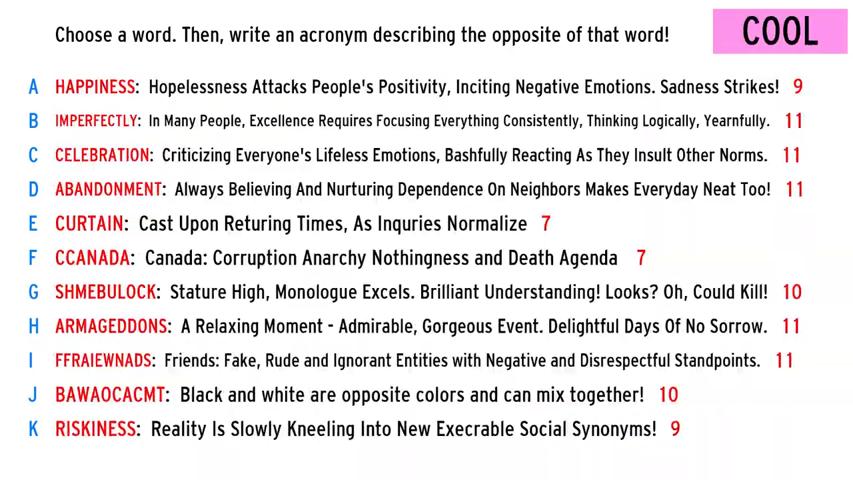 Choose a word. Then, write an acronym describing the opposite of that word! COOL
A HAPPINESS: Hopelessness Attacks People's Positivity, Inciting Negative Emotions. Sadness Strikes! 9
B IMPERFECTLY: In Many People, Excellence Requires Focusing Everything Consistently, Thinking Logically, Yearnfully. 11
C CELEBRATION: Criticizing Everyone's Lifeless Emotions, Bashfully Reacting As They Insult Other Norms. 11
D ABANDONMENT: Always Believing And Nurturing Dependence On Neighbors Makes Everyday Neat Too! 11
E CURTAIN: Cast Upon Returing Times, As Inquries Normalize 7
F CCANADA: Canada: Corruption Anarchy Nothingness and Death Agenda 7
G SHMEBULOCK: Stature High, Monologue Excels. Brilliant Understanding! Looks? Oh, Could Kill! 10
H ARMAGEDDONS: A Relaxing Moment - Admirable, Gorgeous Event. Delightful Days Of No Sorrow. 11
I FFRAIEWNADS: Friends: Fake, Rude and Ignorant Entities with Negative and Disrespectful Standpoints. 11
J BAWAOCACMT: Black and white are opposite colors and can mix together! 10
K RISKINESS: Reality Is Slowly Kneeling Into New Execrable Social Synonyms! 9